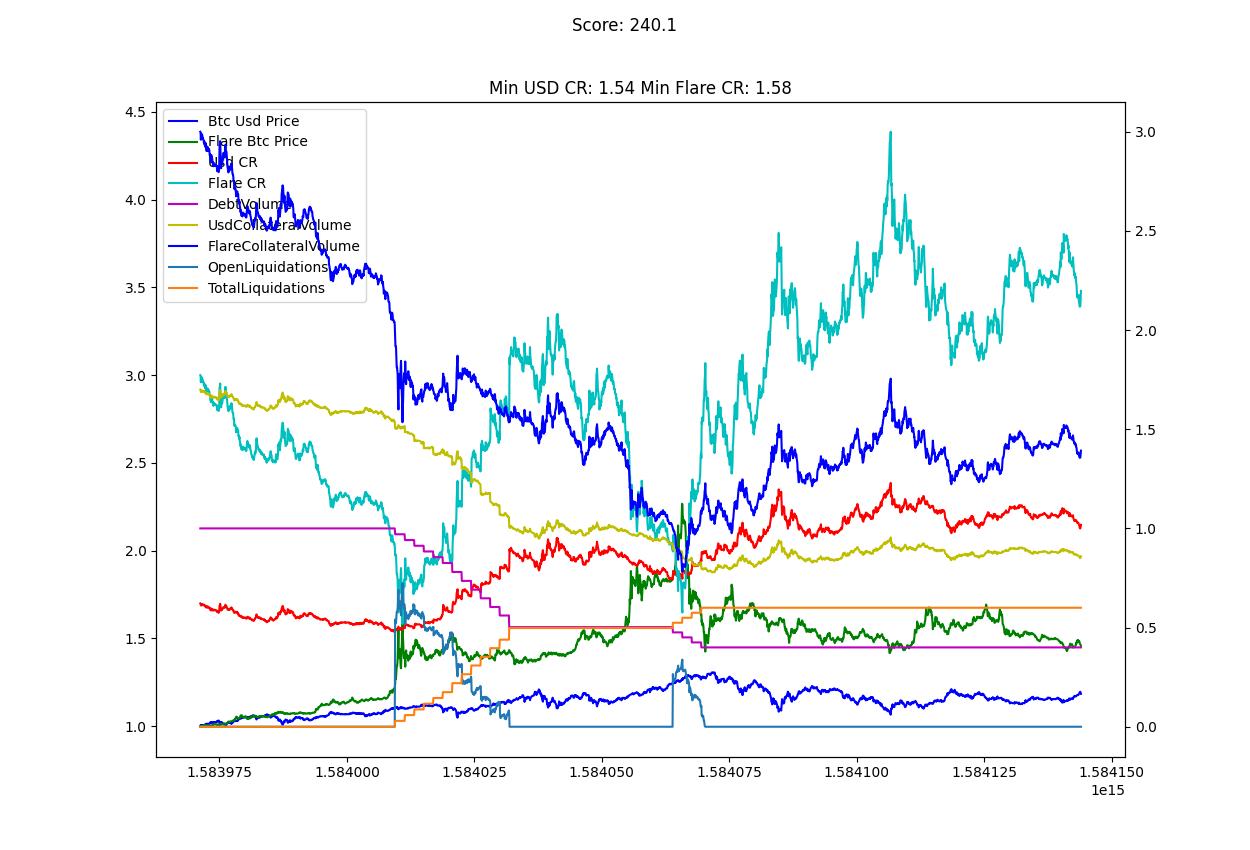 Score: 240.1
Min USD CR: 1.54 Min Flare CR: 1.58
4.5
4.0
3.5
3.0
2.5
2.0
1.5
1.0
Btc Usd Price
Flare Btc Price
Usd CR
Flare CR
DebtVolume
UsdCollateralVolume
FlareCollateralVolume
OpenLiquidations
TotalLiquidations
3.0
2.5
2.0
1.5
1.0
0.5
0.0
1.583975 1.584000 1.584025 1.584050 1.584075 1.584100 1.584125 1.584150
1e15